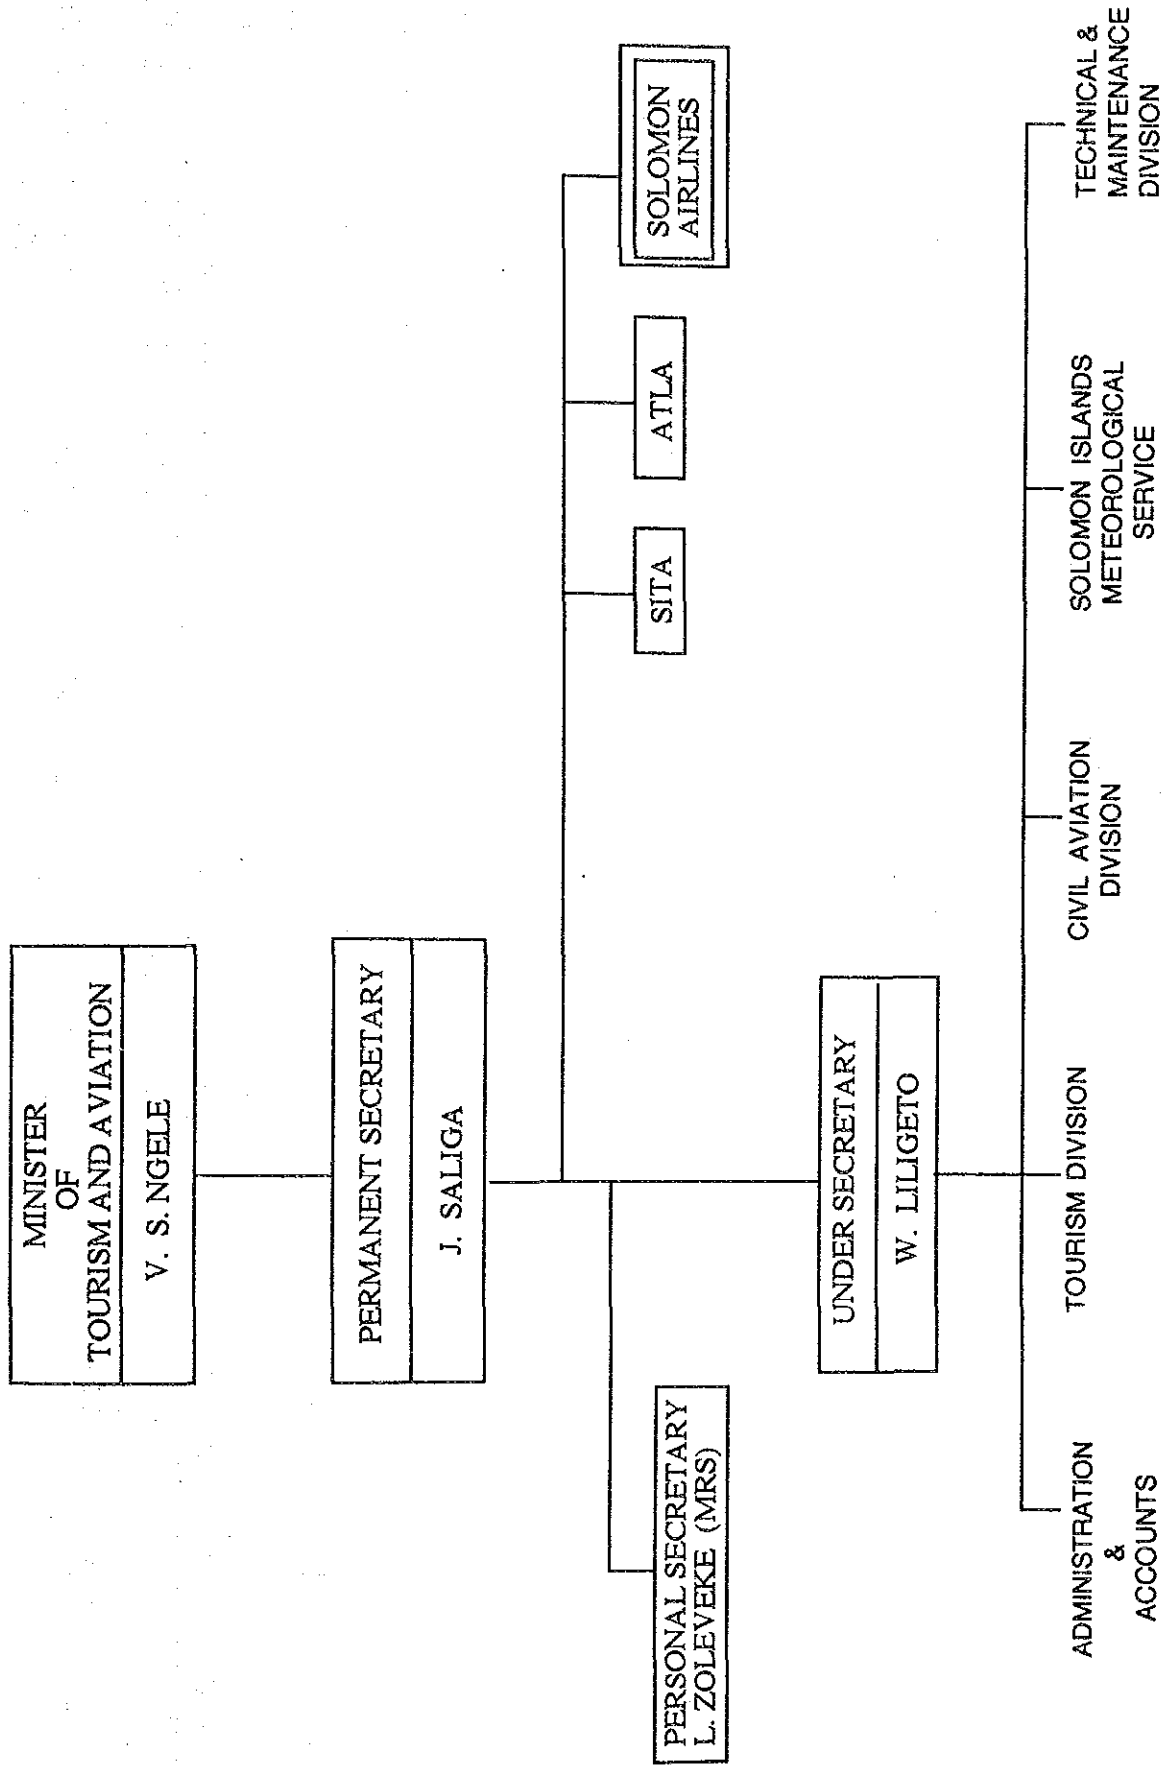 MINISTER
OF
TOURISM AND AVIATION
V. S. NGELE
PERMANENT SECRETARY
J. SALIGA
SITA
ATLA
SOLOMON
AIRLINES
PERSONAL SECRETARY
L. ZOLEVEKE (MRS)
UNDER SECRETARY
W. LILIGETO
ADMINISTRATION
&
ACCOUNTS
TOURISM DIVISION
CIVIL AVIATION
DIVISION
SOLOMON ISLANDS
METEOROLOGICAL
SERVICE
TECHNICAL &
MAINTENANCE
DIVISION